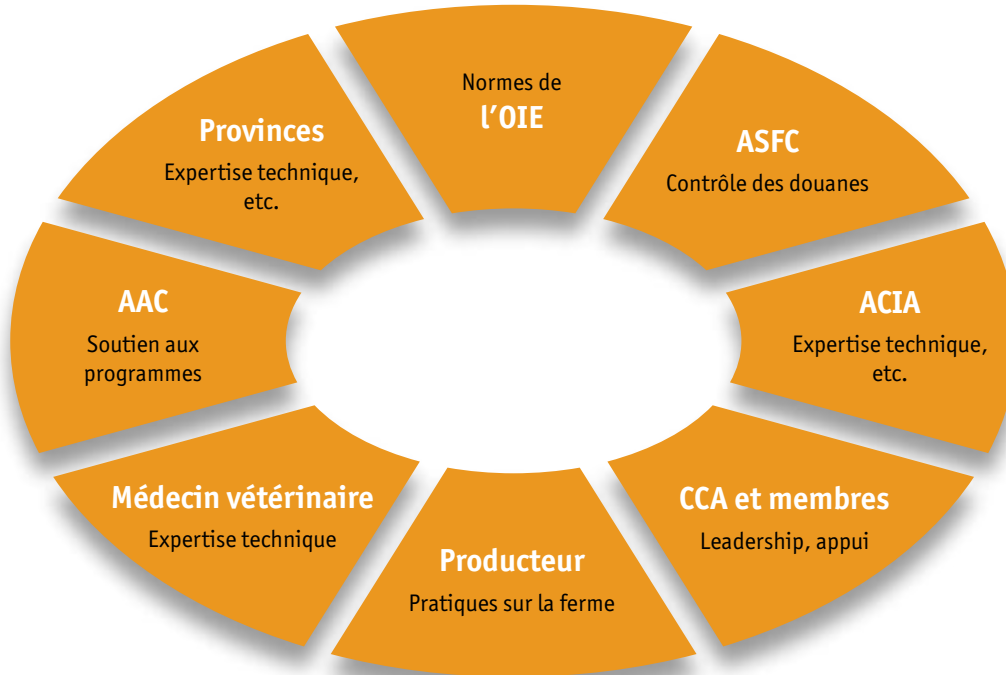 Normes de
l'OIE
ASFC
Contrôle des douanes
ACIA
Expertise technique,
etc.
CCA et membres
Leadership, appui
Producteur
Pratiques sur la ferme
Médecin vétérinaire
Expertise technique
AAC
Soutien aux
programmes
Provinces
Expertise technique,
etc.